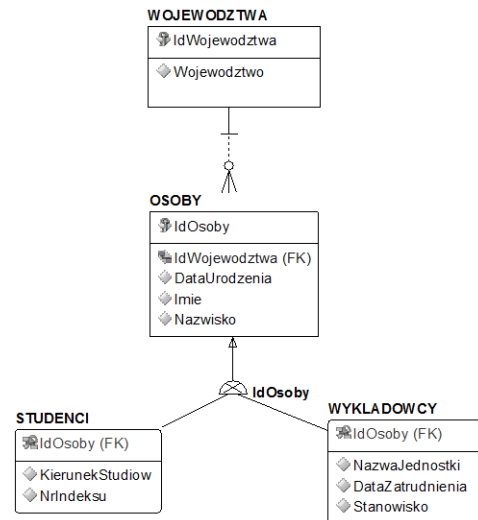 WOJEWODZTWA
IdWojewodztwa
Wojewodztwo
OSOBY
IdOsoby
IdWojewodztwa (FK)
DataUrodzenia
Imie
Nazwisko
IdOsoby
STUDENCI
IdOsoby (FK)
KierunekStudiow
NrIndeksu
WYKLADOWCY
IdOsoby (FK)
NazwaJednostki
DataZatrudnienia
Stanowisko